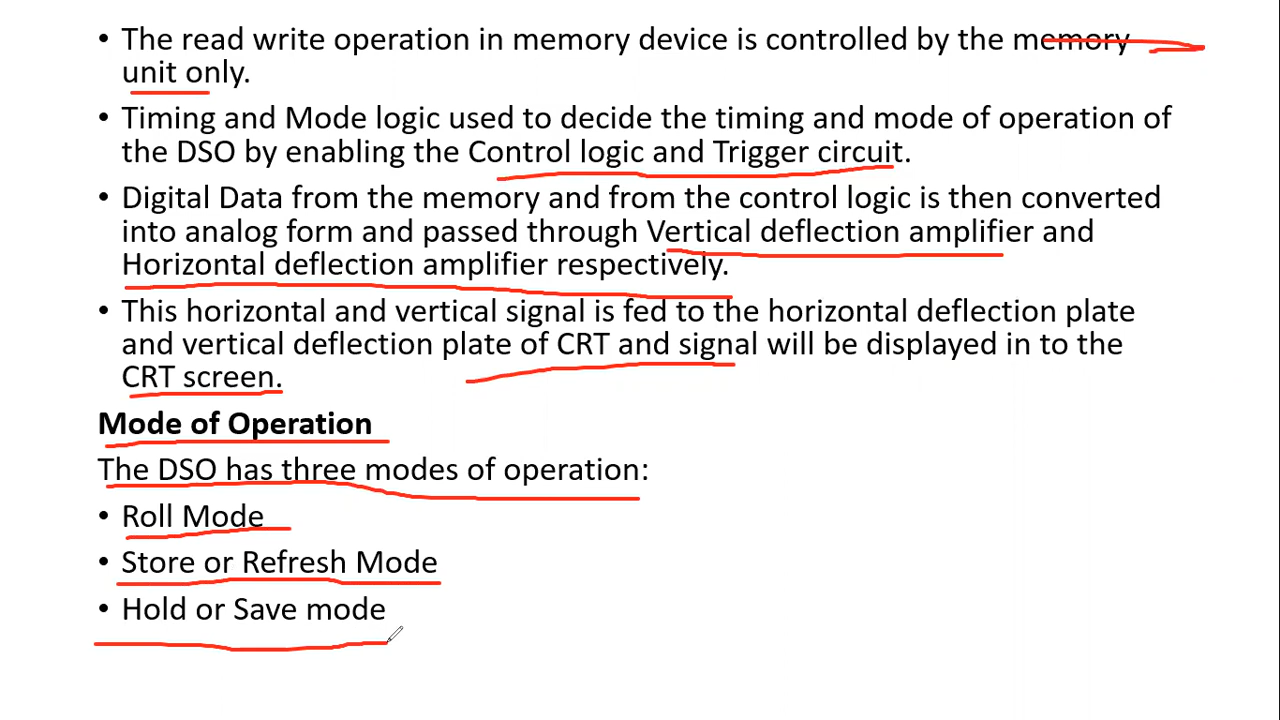 • The read write operation in memory device is controlled by the memory
unit only.
• Timing and Mode logic used to decide the timing and mode of operation of
the DSO by enabling the Control logic and Trigger circuit.
• Digital Data from the memory and from the control logic is then converted
into analog form and passed through Vertical deflection amplifier and
Horizontal deflection amplifier respectively.
• This horizontal and vertical signal is fed to the horizontal deflection plate
and vertical deflection plate of CRT and signal will be displayed in to the
CRT screen.
Mode of Operation
The DSO has three modes of operation:
• Roll Mode
• Store or Refresh Mode
• Hold or Save mode